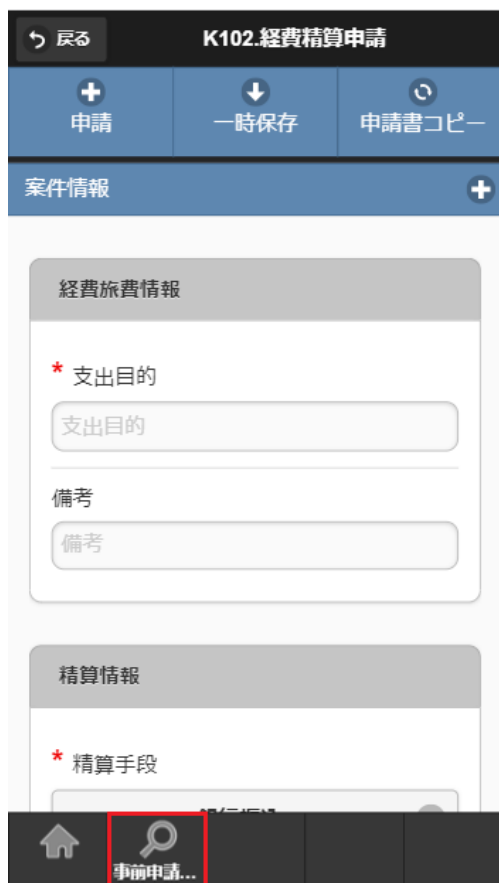 戻る
K102.経費精算申請
申請
一時保存
申請書コピー
案件情報
経費旅費情報
* 支出目的
支出目的
備考
備考
精算情報
* 精算手段
事前申請...